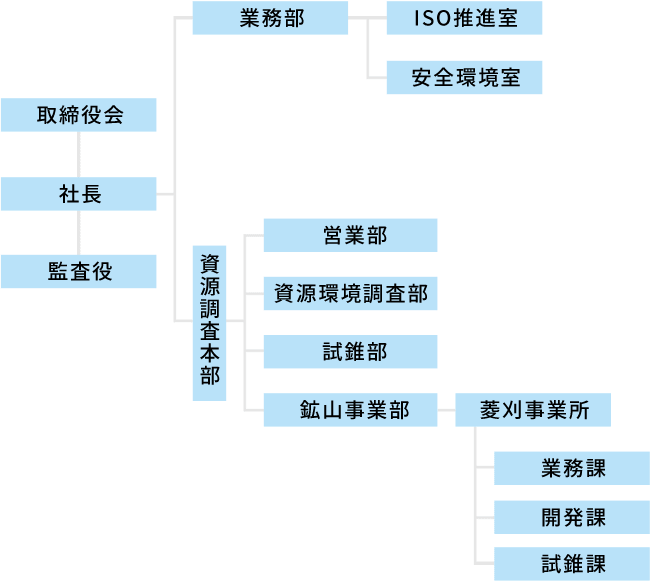 取締役会
社長
監査役
業務部
ISO推進室
安全環境室
資源調査本部
営業部
資源環境調査部
試錐部
鉱山事業部
菱刈事業所
業務課
開発課
試錐課